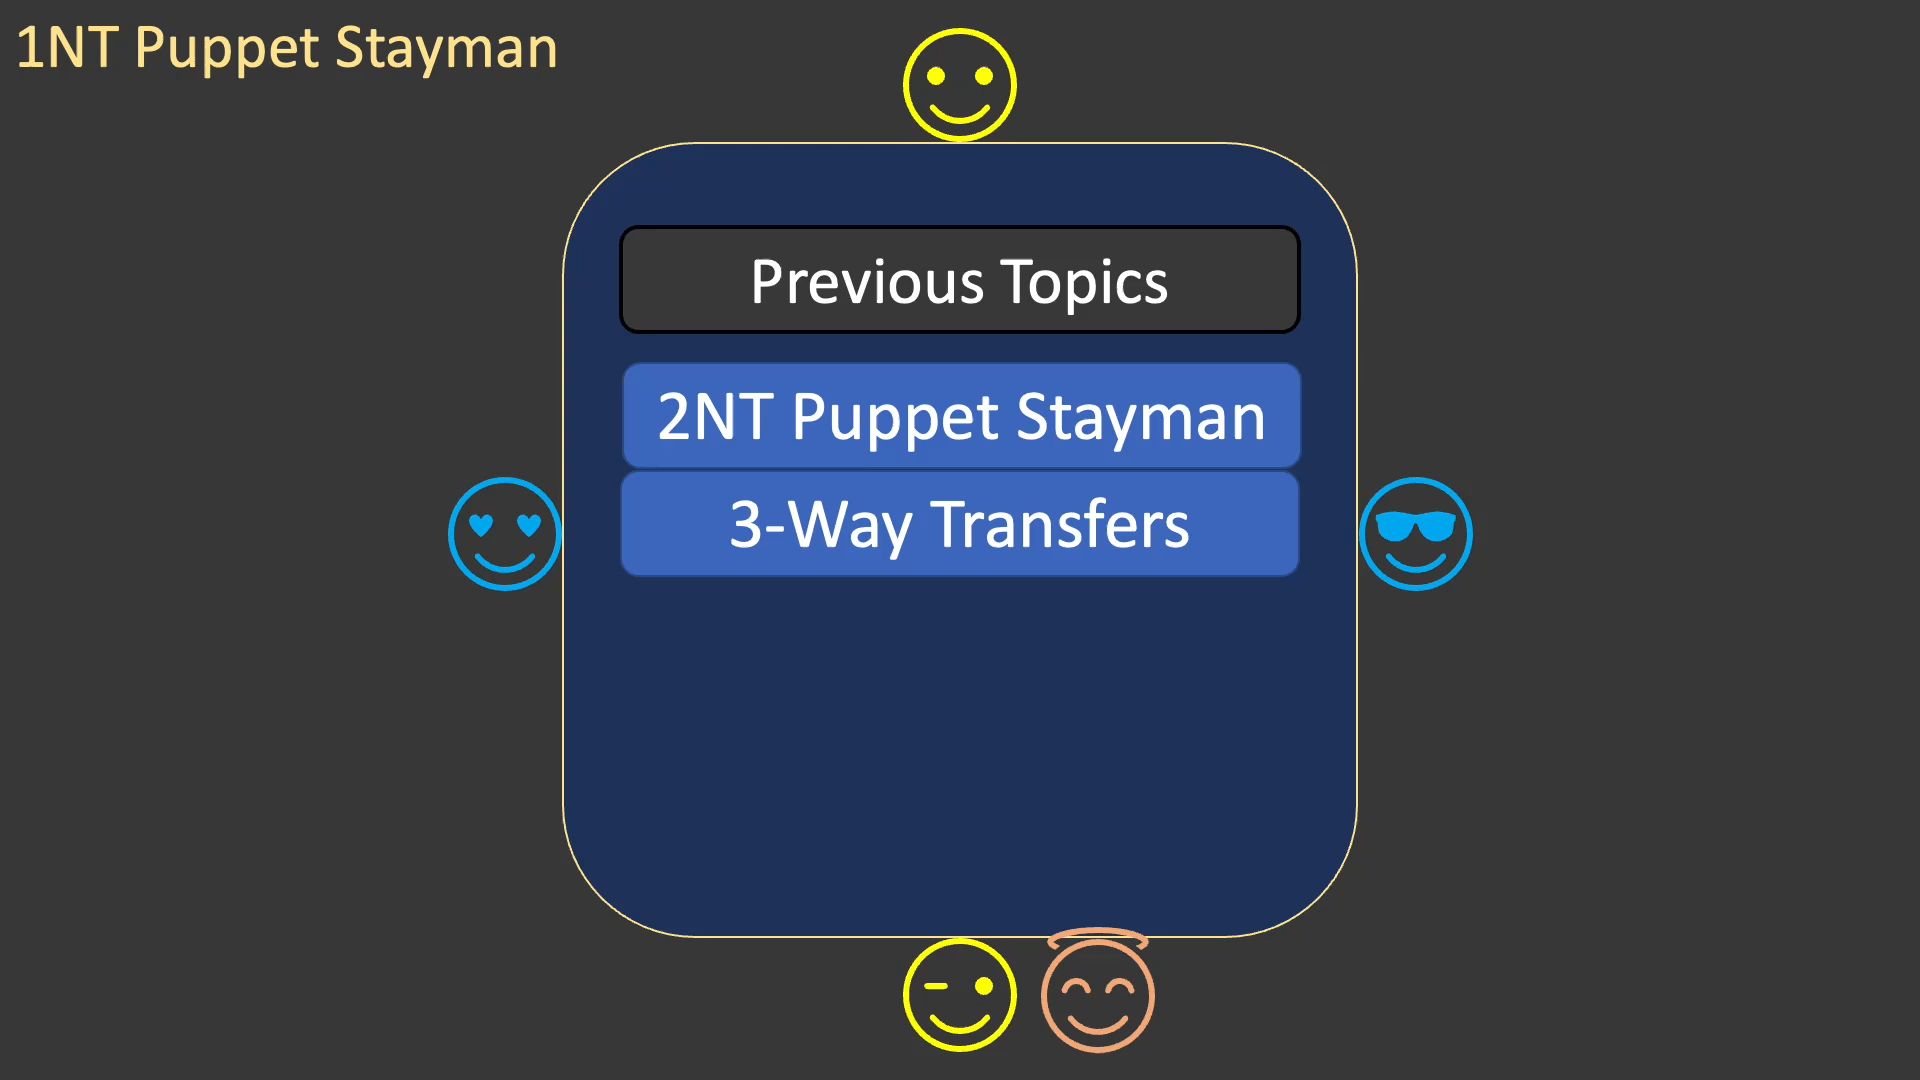 1NT Puppet Stayman
Previous Topics
2NT Puppet Stayman
3-Way Transfers